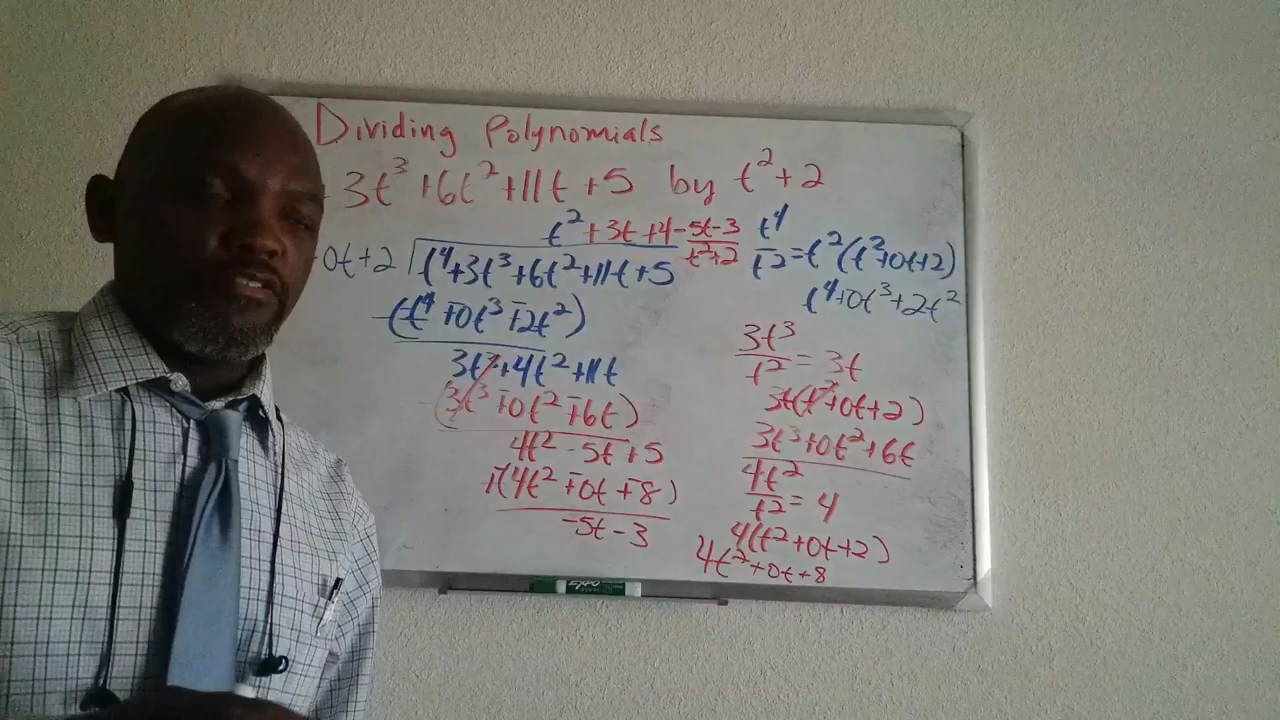 Dividing Polynomials
3t³ +6t² +11t +5 by t²+2
t² +3t +4 -5t-3/t²+2
0t+2 )t⁴+3t³+6t²+11t+5
-(t⁴ +0t³ +2t²)
3t³+4t²+11t
-(3t³ +0t² +6t)
4t² -5t+5
-(4t² +0t +8)
-5t-3
t⁴/t² = t²(t²+0t+2)
t⁴+0t³+2t²
3t³/t² = 3t
3t(t²+0t+2)
3t³+0t²+6t
4t²/t² = 4
4(t²+0t+2)
4t²+0t+8
EXPO